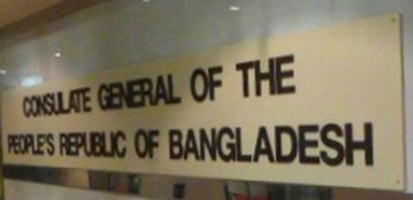 CONSULATE GENERAL OF THE
PEOPLE'S REPUBLIC OF BANGLADESH